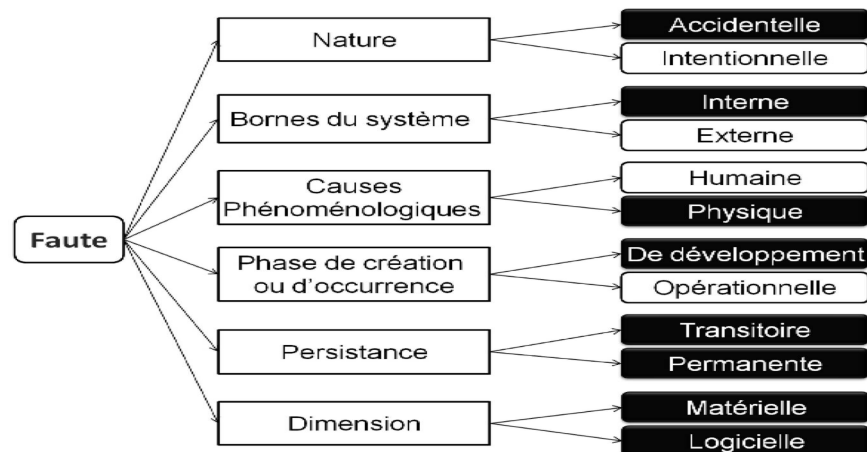 Faute
Nature
Accidentelle
Intentionnelle
Bornes du système
Interne
Externe
Causes
Phénoménologiques
Humaine
Physique
Phase de création
ou d'occurrence
De développement
Opérationnelle
Persistance
Transitoire
Permanente
Dimension
Matérielle
Logicielle